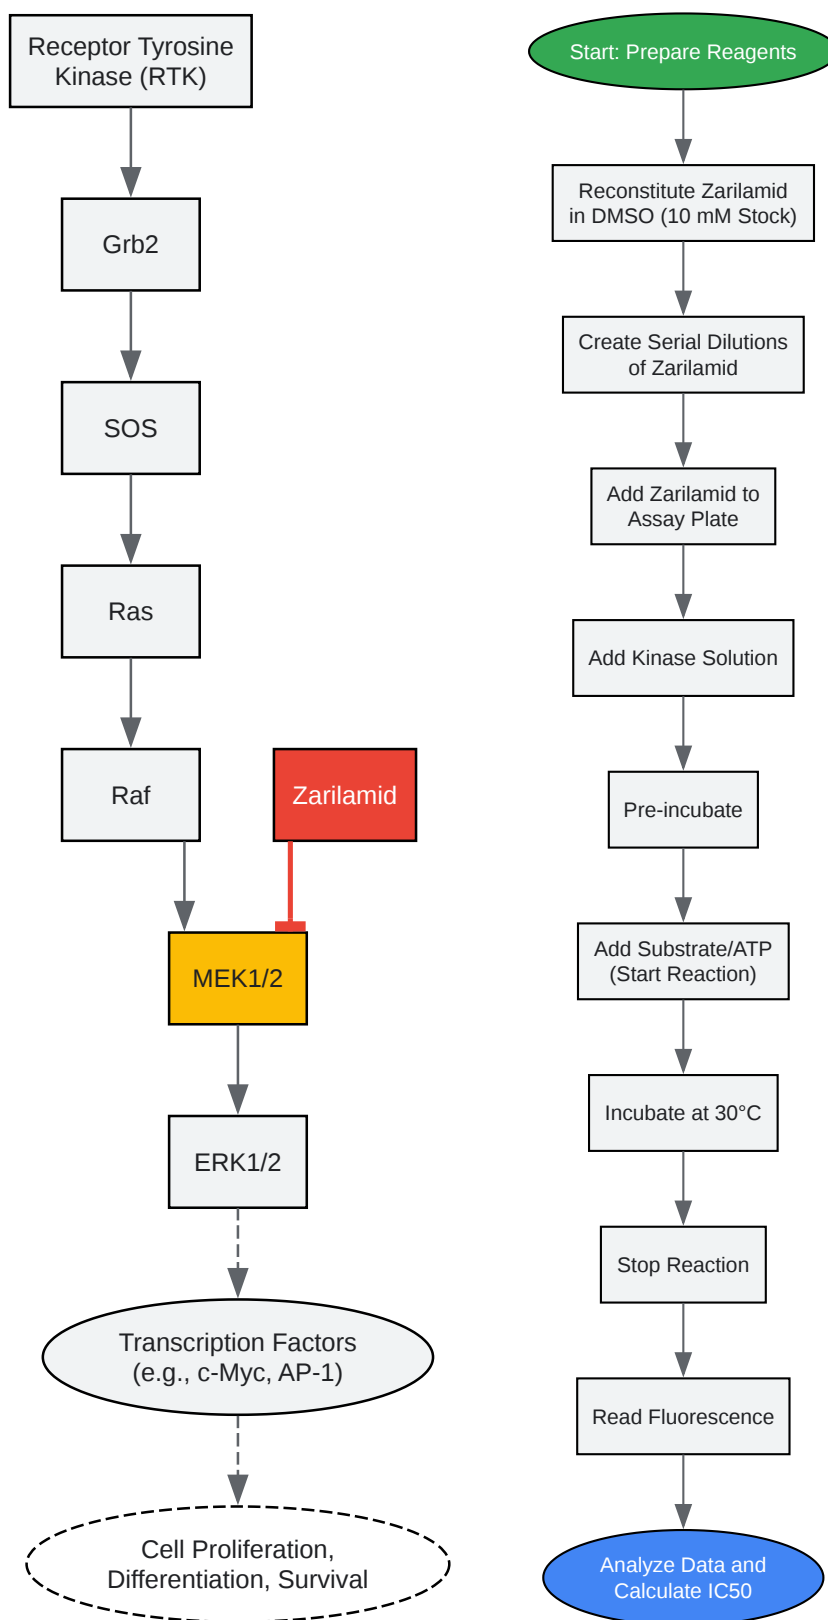 Receptor Tyrosine
Kinase (RTK)
Grb2
SOS
Ras
Raf
Zarilamid
MEK1/2
ERK1/2
Transcription Factors
(e.g., c-Myc, AP-1)
Cell Proliferation,
Differentiation, Survival
Start: Prepare Reagents
Reconstitute Zarilamid
in DMSO (10 mM Stock)
Create Serial Dilutions
of Zarilamid
Add Zarilamid to
Assay Plate
Add Kinase Solution
Pre-incubate
Add Substrate/ATP
(Start Reaction)
Incubate at 30°C
Stop Reaction
Read Fluorescence
Analyze Data and
Calculate IC50